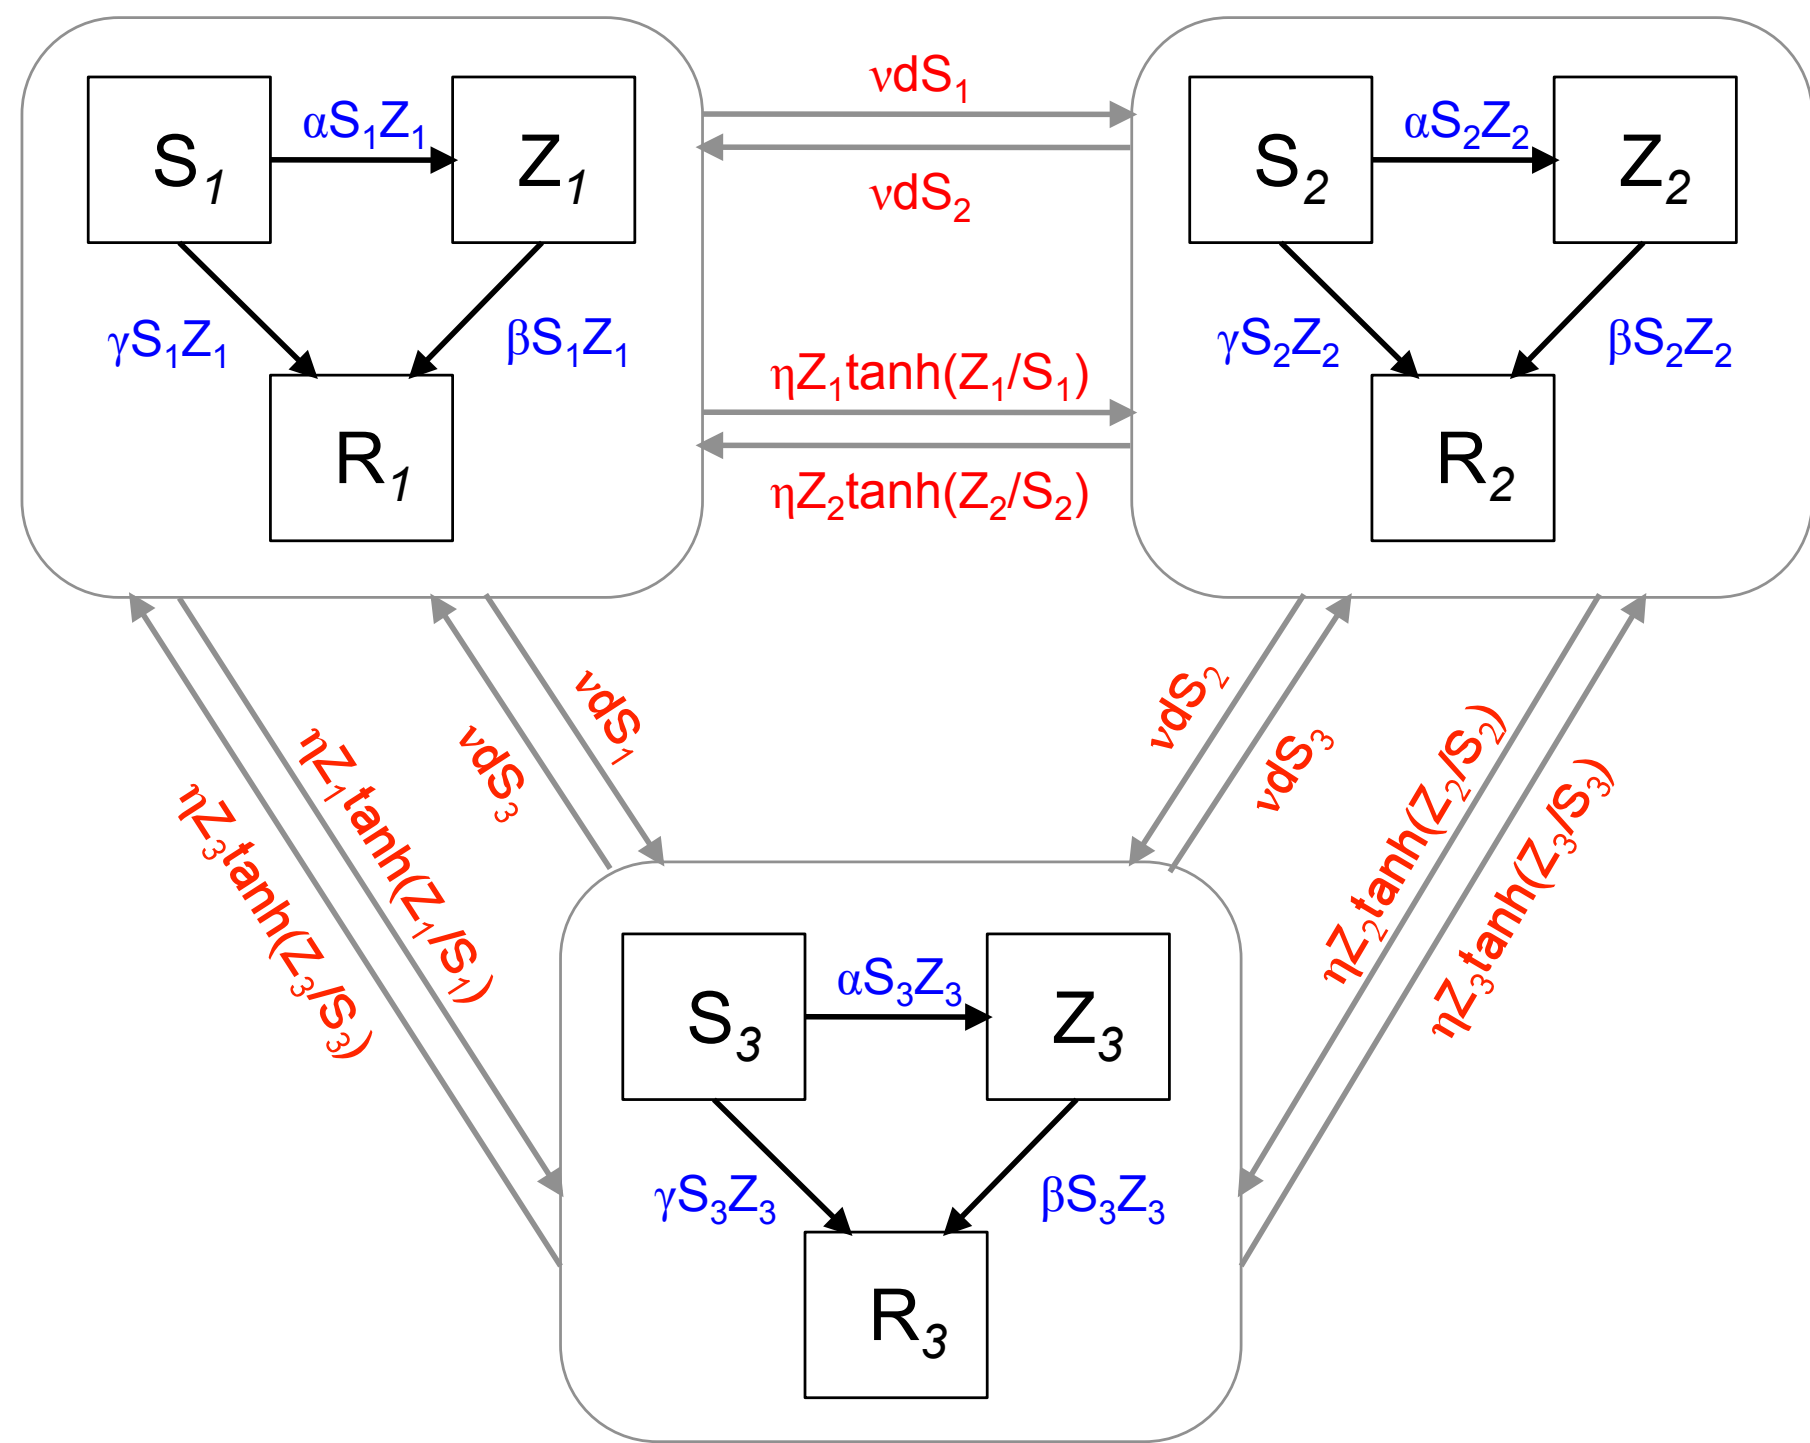 νdS₁
S₁
αS₁Z₁
Z₁
S₂
αS₂Z₂
Z₂
νdS₂
γS₁Z₁
βS₁Z₁
γS₂Z₂
βS₂Z₂
ηZ₁tanh(Z₁/S₁)
R₁
R₂
ηZ₂tanh(Z₂/S₂)
νdS₁
νdS₃
ηZ₁tanh(Z₁/S₁)
ηZ₃tanh(Z₃/S₃)
νdS₂
νdS₃
ηZ₂tanh(Z₂/S₂)
ηZ₃tanh(Z₃/S₃)
S₃
αS₃Z₃
Z₃
γS₃Z₃
βS₃Z₃
R₃